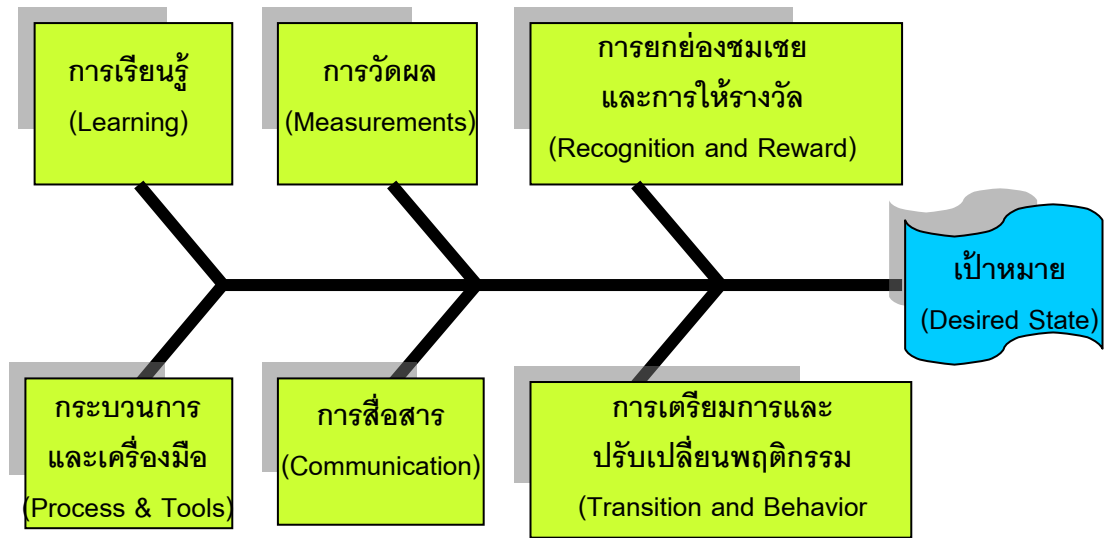 การเรียนรู้
(Learning)
การวัดผล
(Measurements)
การยกย่องชมเชย
และการให้รางวัล
(Recognition and Reward)
เป้าหมาย
(Desired State)
กระบวนการ
และเครื่องมือ
(Process & Tools)
การสื่อสาร
(Communication)
การเตรียมการและ
ปรับเปลี่ยนพฤติกรรม
(Transition and Behavior